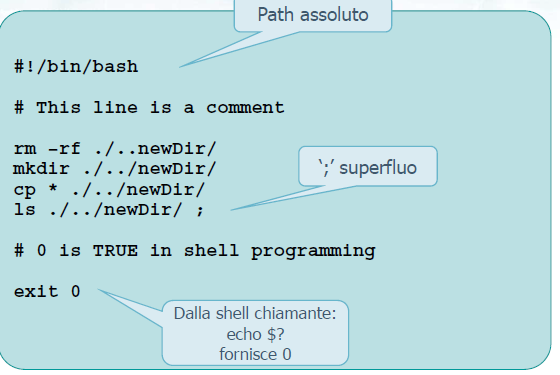 Path assoluto
#!/bin/bash
# This line is a comment
rm –rf ./..newDir/
mkdir ./../newDir/
cp * ./../newDir/
ls ./../newDir/ ;
';' superfluo
# 0 is TRUE in shell programming
exit 0
Dalla shell chiamante:
echo $?
fornisce 0